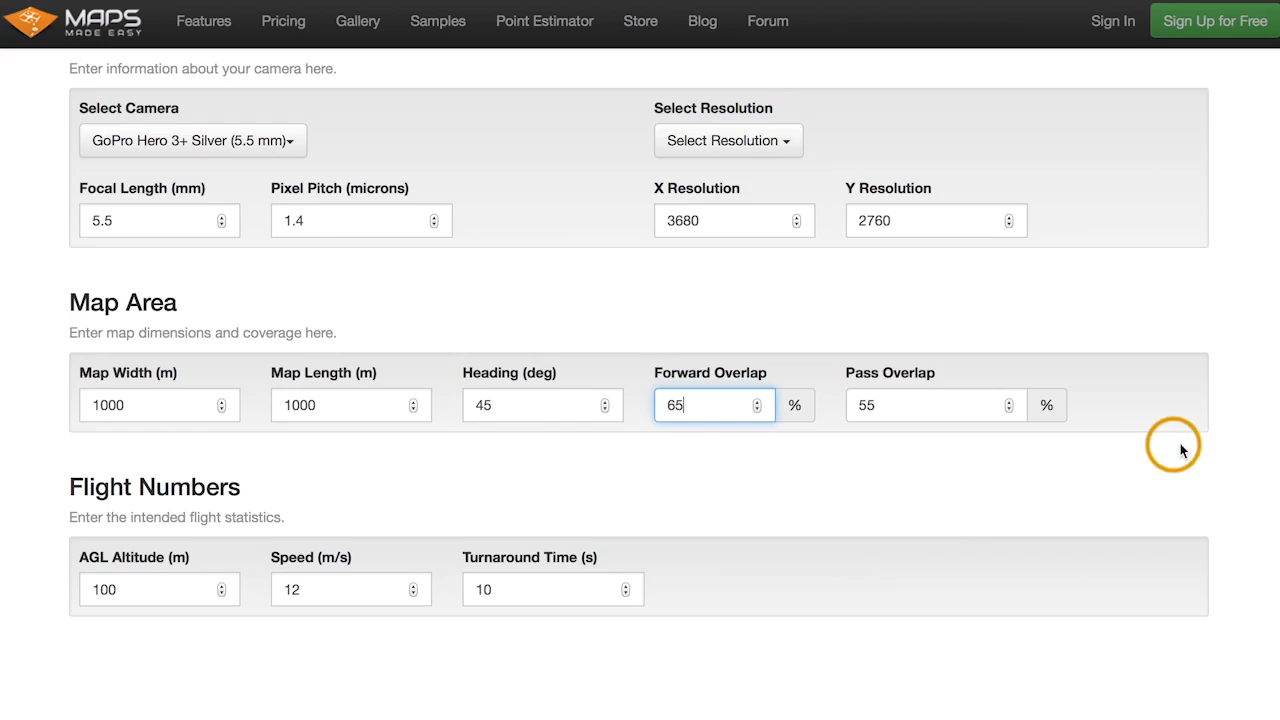 MAPS
MADE EASY
Features Pricing Gallery Samples Point Estimator Store Blog Forum Sign In Sign Up for Free
Enter information about your camera here.
Select Camera Select Resolution
GoPro Hero 3+ Silver (5.5 mm) Select Resolution
Focal Length (mm) Pixel Pitch (microns) X Resolution Y Resolution
5.5 1.4 3680 2760
Map Area
Enter map dimensions and coverage here.
Map Width (m) Map Length (m) Heading (deg) Forward Overlap Pass Overlap
1000 1000 45 65 % 55 %
Flight Numbers
Enter the intended flight statistics.
AGL Altitude (m) Speed (m/s) Turnaround Time (s)
100 12 10